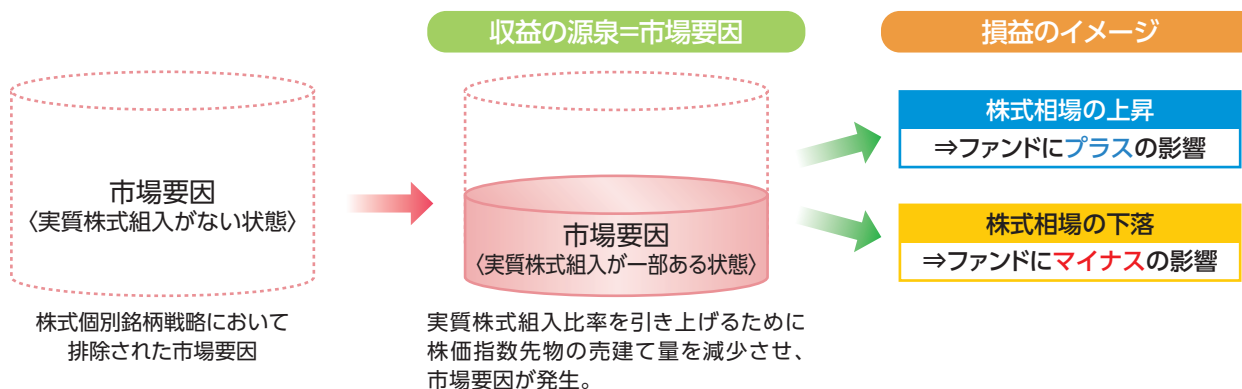 収益の源泉=市場要因
損益のイメージ
市場要因
〈実質株式組入がない状態〉
市場要因
〈実質株式組入が一部ある状態〉
株式相場の上昇
⇒ファンドにプラスの影響
株式相場の下落
⇒ファンドにマイナスの影響
株式個別銘柄戦略において
排除された市場要因
実質株式組入比率を引き上げるために
株価指数先物の売建て量を減少させ、
市場要因が発生。